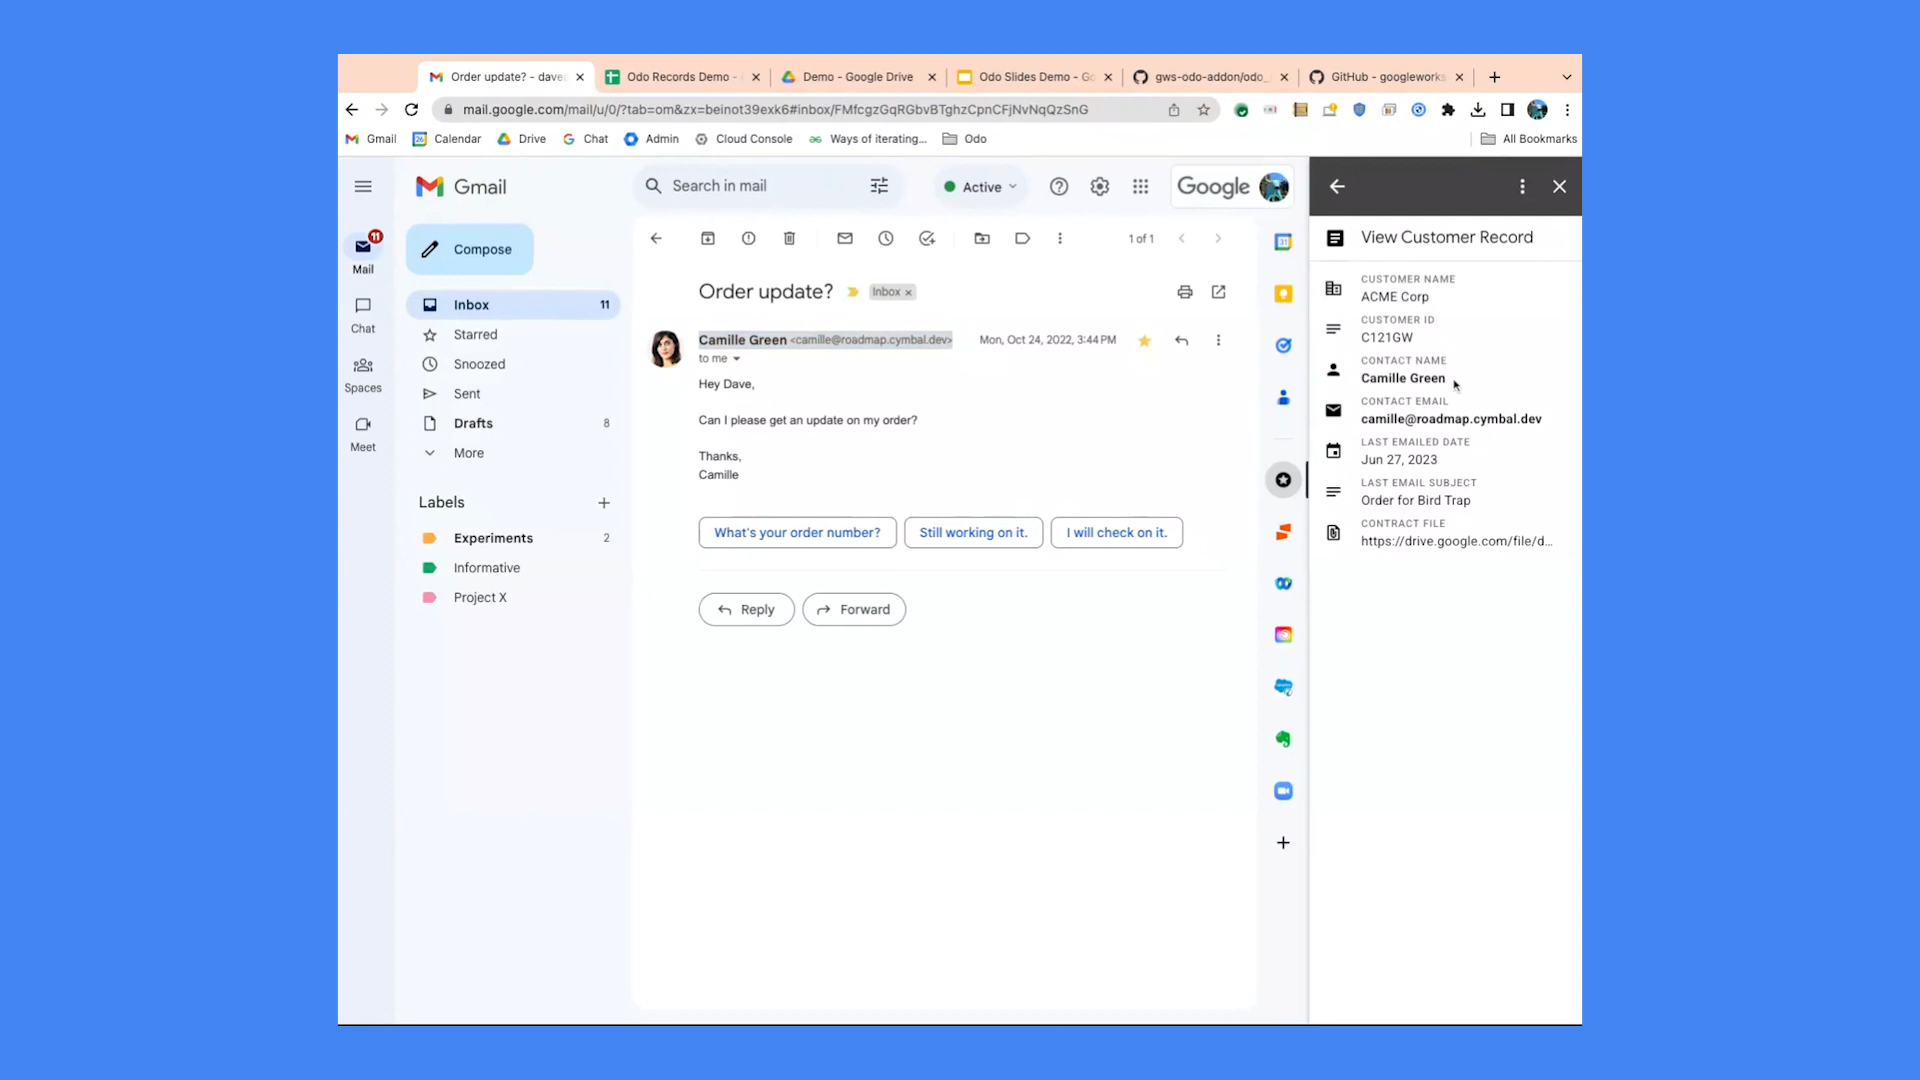 Order update? - dave
Odo Records Demo -
Demo - Google Drive
Odo Slides Demo - Go
gws-odo-addon/odo_
GitHub - googleworks
mail.google.com/mail/u/0/?tab=om&zx=beinot39exk6#inbox/FMfcgzGqRGbvBTghzCpnCFjNvNqQzSnG
Gmail
Calendar
Drive
Chat
Admin
Cloud Console
Ways of iterating...
Odo
All Bookmarks
Gmail
Search in mail
Active
Google
11
Mail
Chat
Spaces
Meet
Compose
Inbox 11
Starred
Snoozed
Sent
Drafts 8
More
Labels
Experiments 2
Informative
Project X
1 of 1
Order update?
Inbox ×
Camille Green <camille@roadmap.cymbal.dev>
Mon, Oct 24, 2022, 3:44 PM
to me
Hey Dave,
Can I please get an update on my order?
Thanks,
Camille
What's your order number?
Still working on it.
I will check on it.
Reply
Forward
31
View Customer Record
CUSTOMER NAME
ACME Corp
CUSTOMER ID
C121GW
CONTACT NAME
Camille Green
CONTACT EMAIL
camille@roadmap.cymbal.dev
LAST EMAILED DATE
Jun 27, 2023
LAST EMAIL SUBJECT
Order for Bird Trap
CONTRACT FILE
https://drive.google.com/file/d...